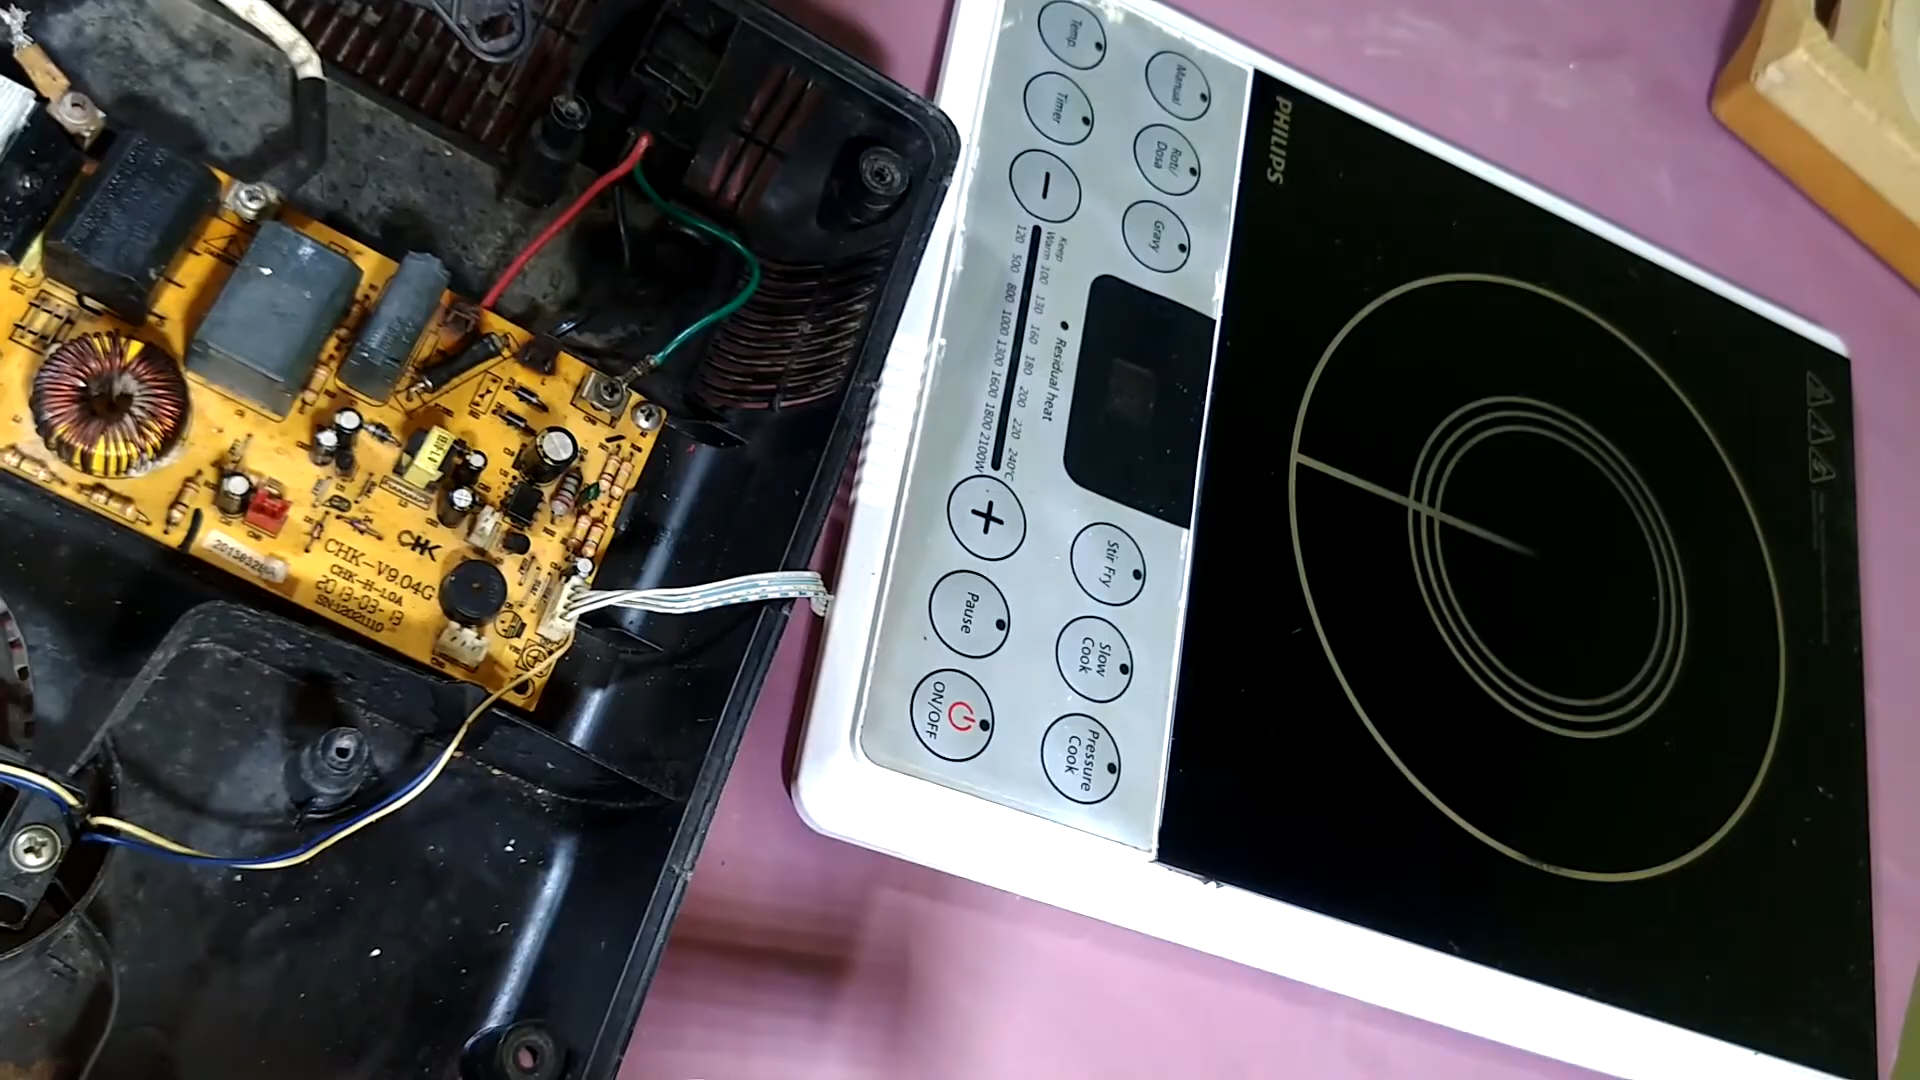 PHILIPS
Temp.
Timer
−
Manual
Roti/
Dosa
Gravy
Keep
Warm 100 130 160 180 200 220 240°C
120 500 800 1000 1300 1600 1800 2100W
Residual heat
+
Pause
ON/OFF
Stir Fry
Slow
Cook
Pressure
Cook
CHK
CHK-V9.04G
CHK-H-1.0A
2013-03-13